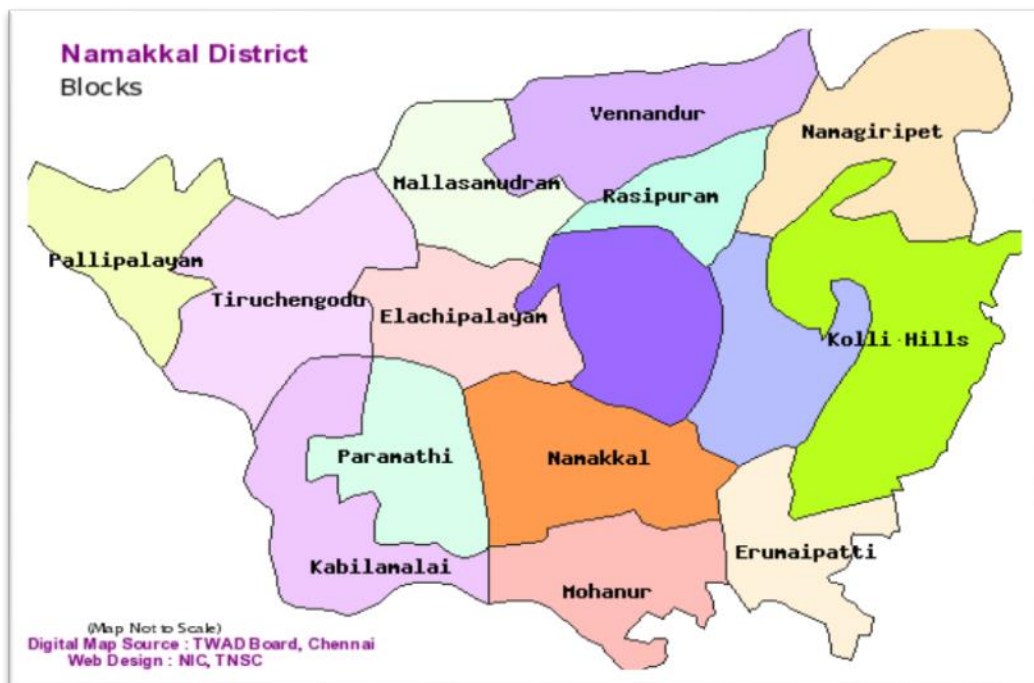 Namakkal District
Blocks
Vennandur
Namagiripet
Mallasamudram
Rasipuram
Pallipalayam
Tiruchengodu
Elachipalayam
Kolli Hills
Paramathi
Namakkal
Erumaipatti
Kabilamalai
Mohanur
(Map Not to Scale)
Digital Map Source : TWAD Board, Chennai
Web Design : NIC, TNSC